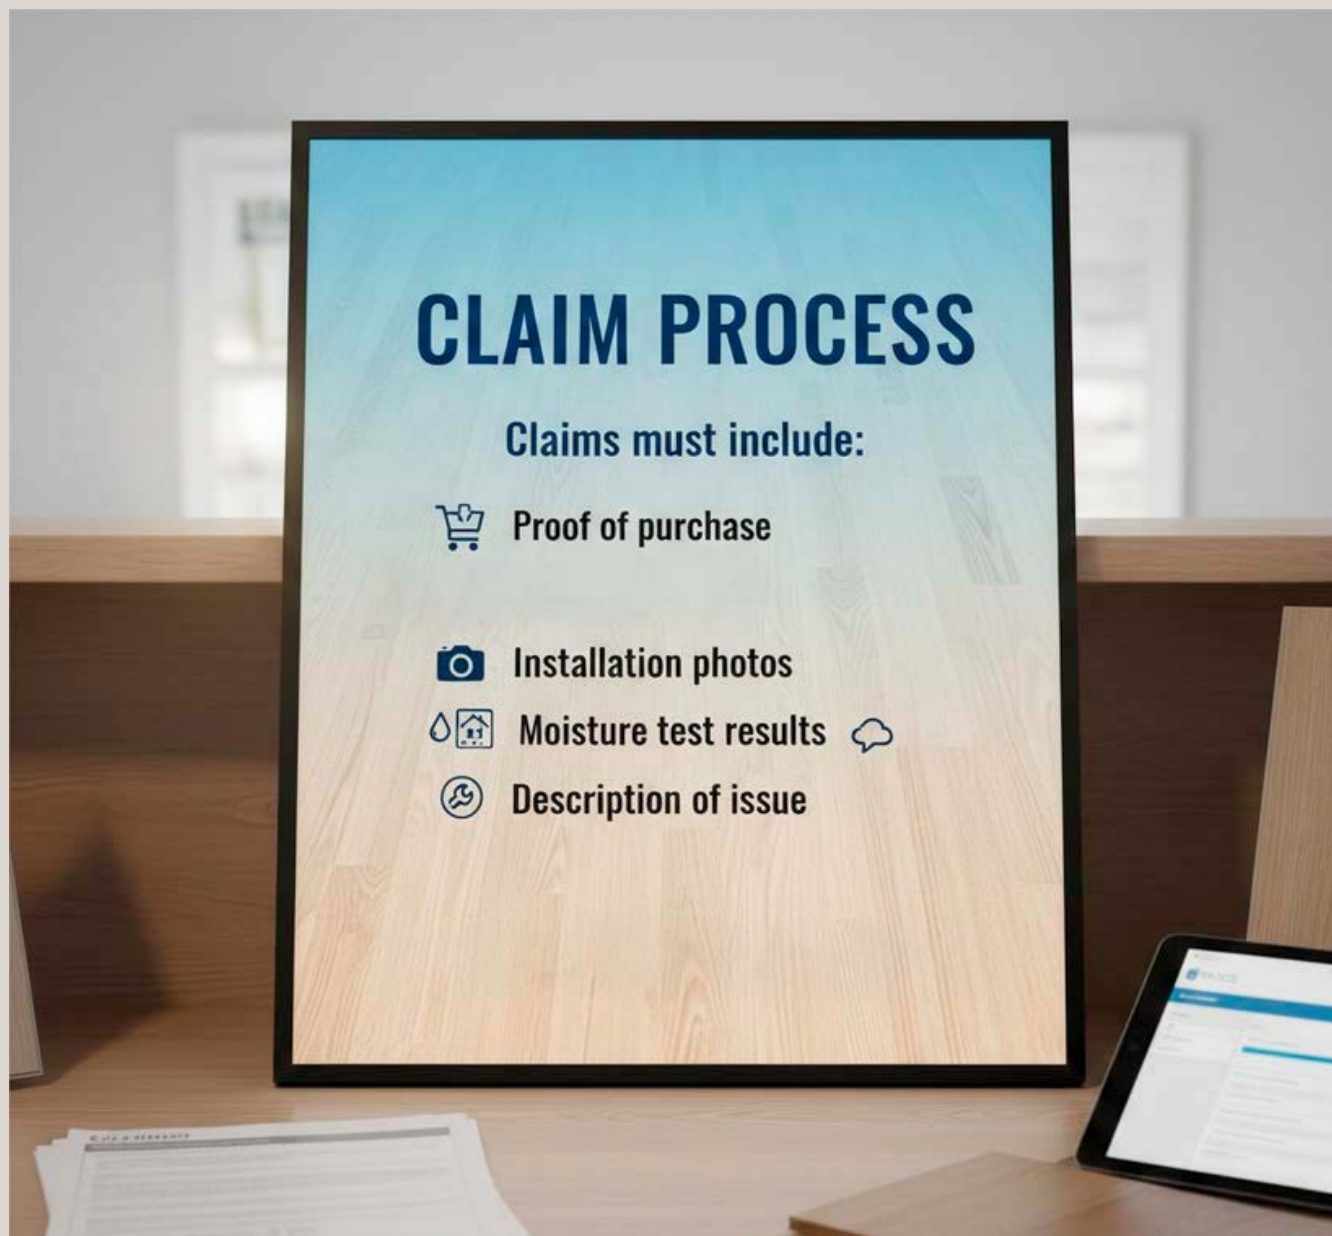 CLAIM PROCESS
Claims must include:
Proof of purchase
Installation photos
Moisture test results
Description of issue